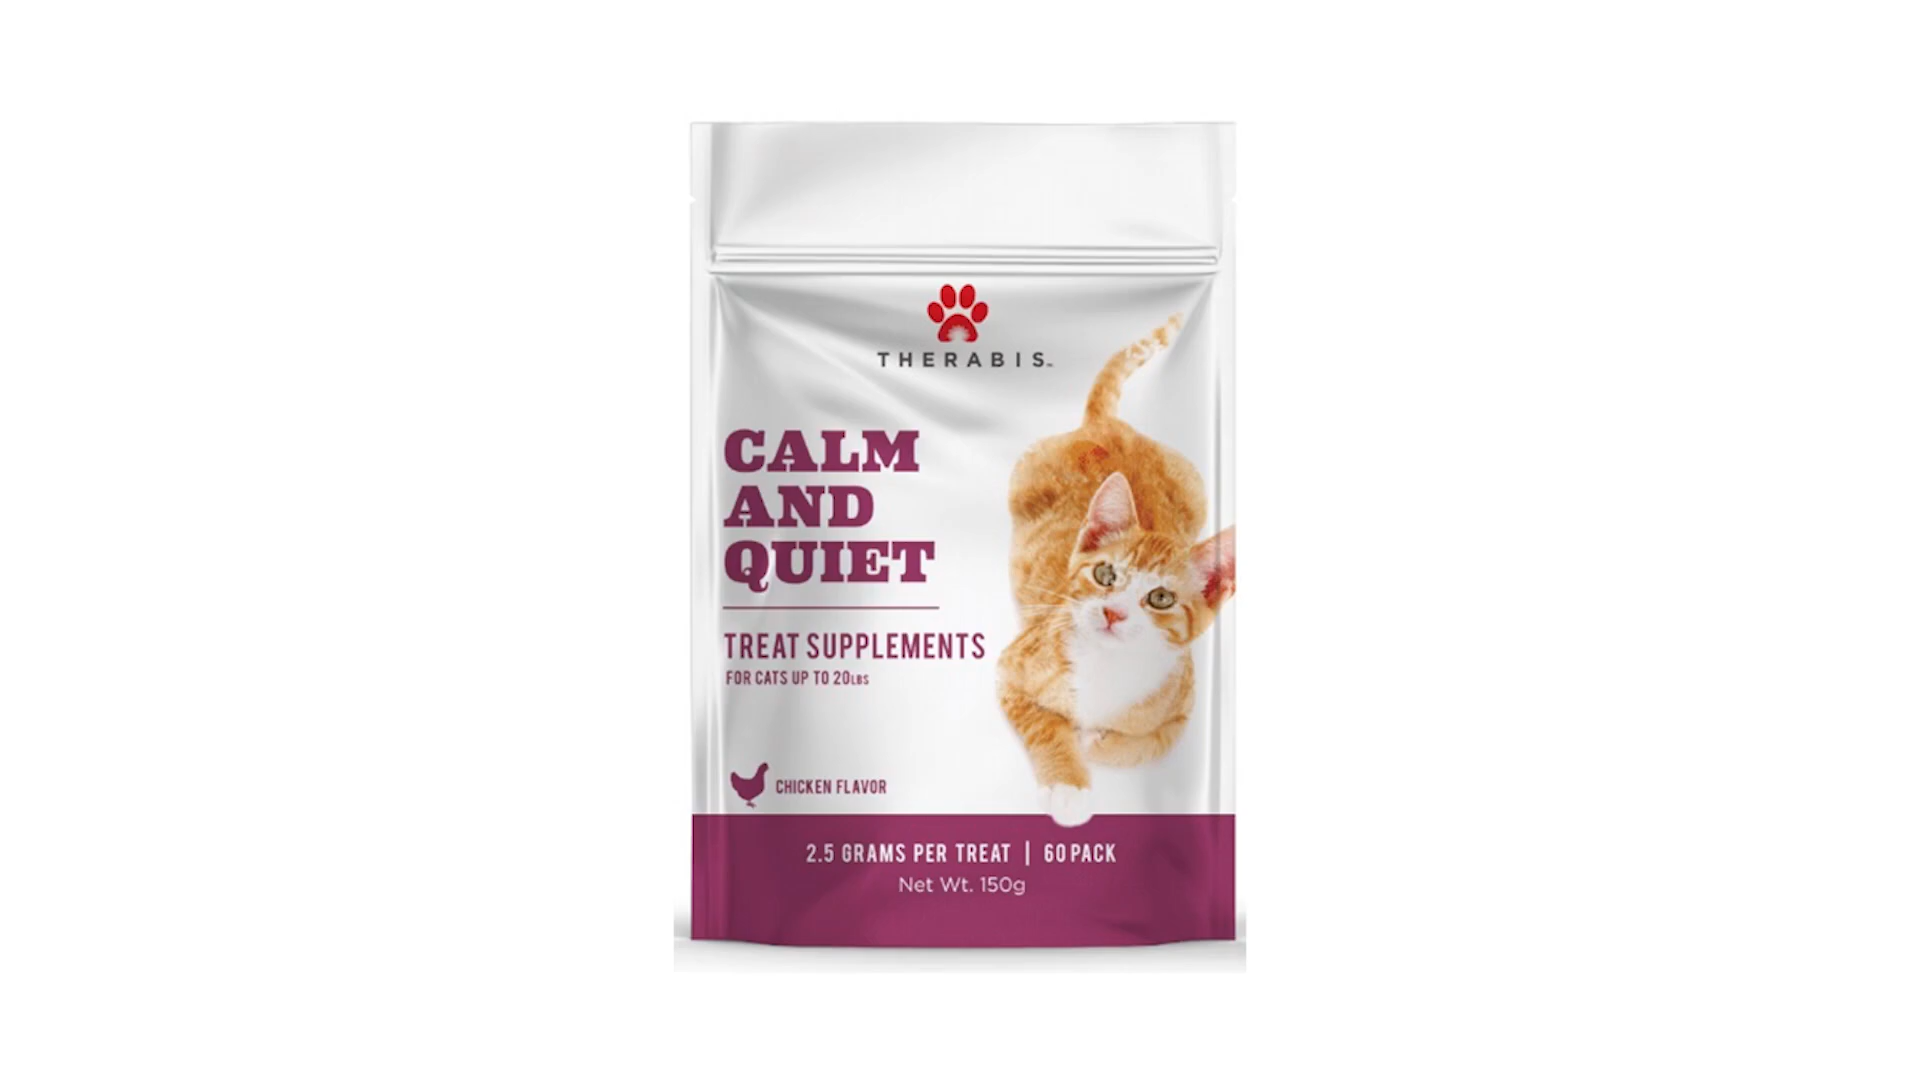 THERABIS™
CALM
AND
QUIET
TREAT SUPPLEMENTS
FOR CATS UP TO 20LBS
CHICKEN FLAVOR
2.5 GRAMS PER TREAT | 60 PACK
Net Wt. 150g